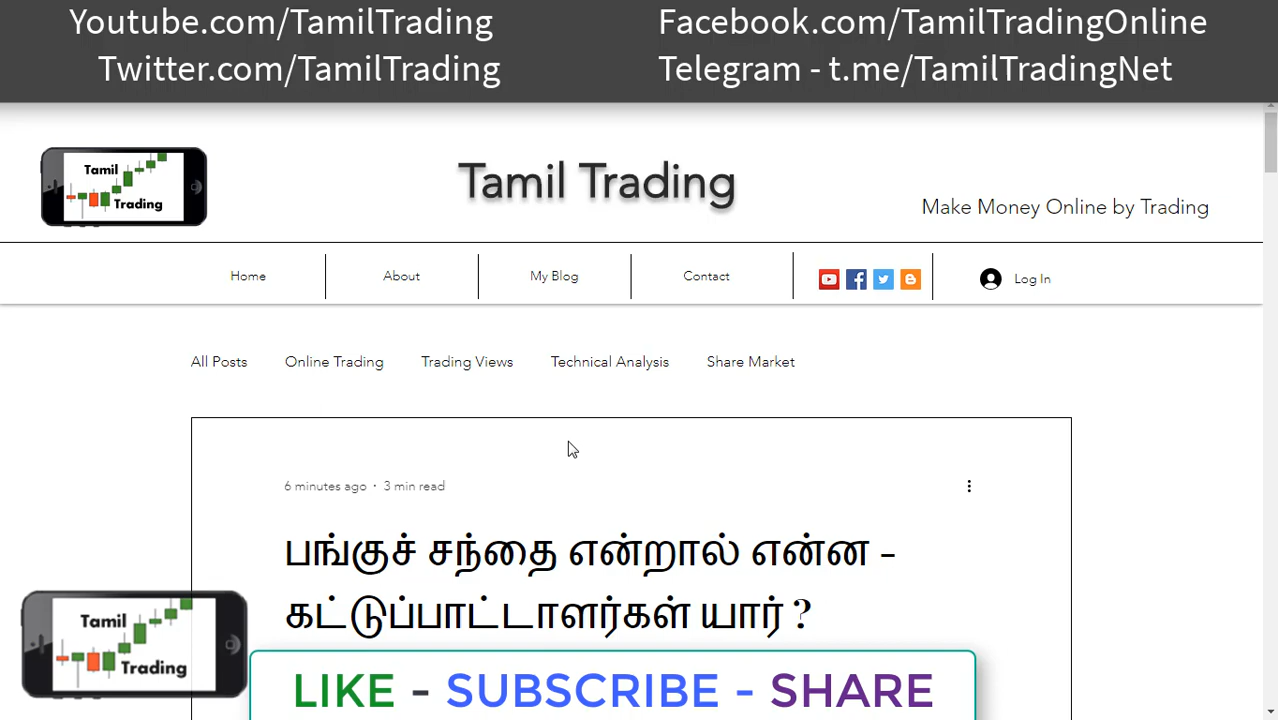 Youtube.com/TamilTrading
Facebook.com/TamilTradingOnline
Twitter.com/TamilTrading
Telegram - t.me/TamilTradingNet
Tamil
Trading
Tamil Trading
Make Money Online by Trading
Home
About
My Blog
Contact
Log In
All Posts
Online Trading
Trading Views
Technical Analysis
Share Market
6 minutes ago · 3 min read
பங்குச் சந்தை என்றால் என்ன -
கட்டுப்பாட்டாளர்கள் யார் ?
Tamil
Trading
LIKE - SUBSCRIBE - SHARE